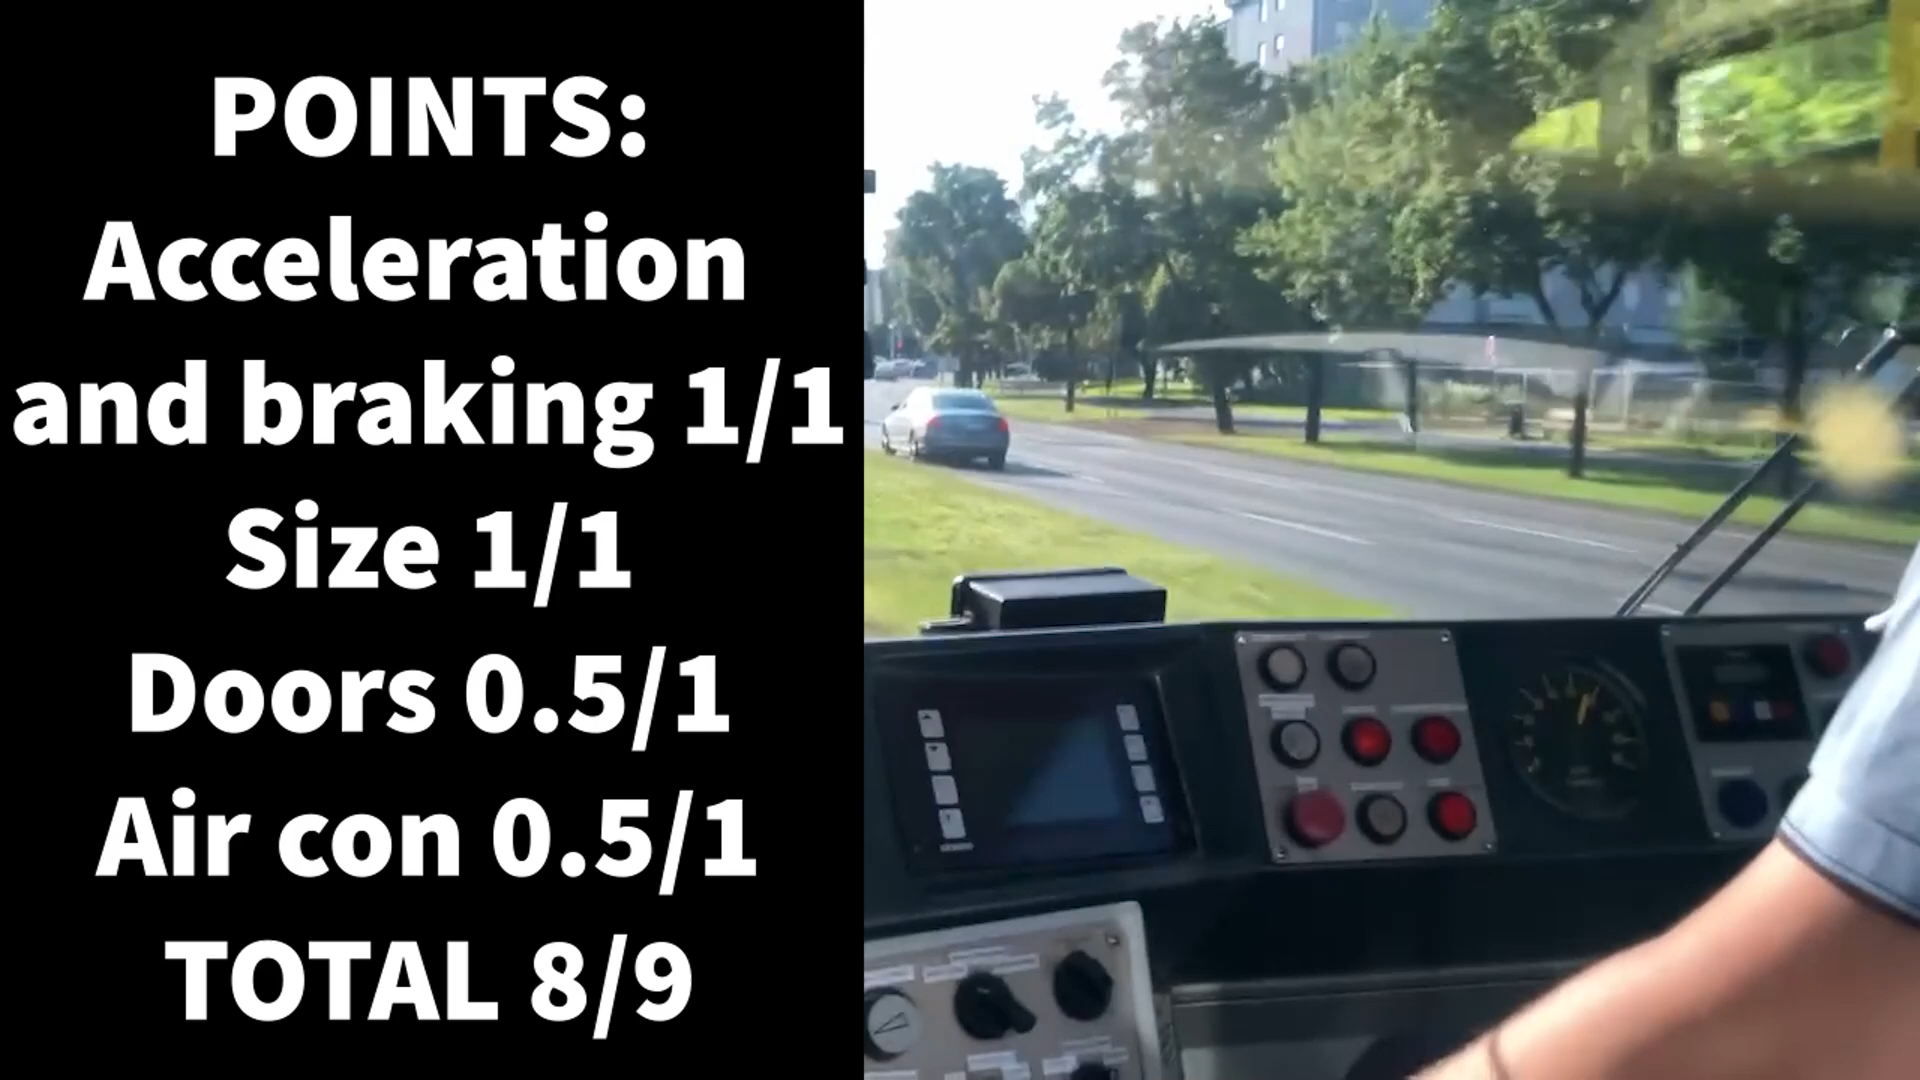 POINTS:
Acceleration
and braking 1/1
Size 1/1
Doors 0.5/1
Air con 0.5/1
TOTAL 8/9